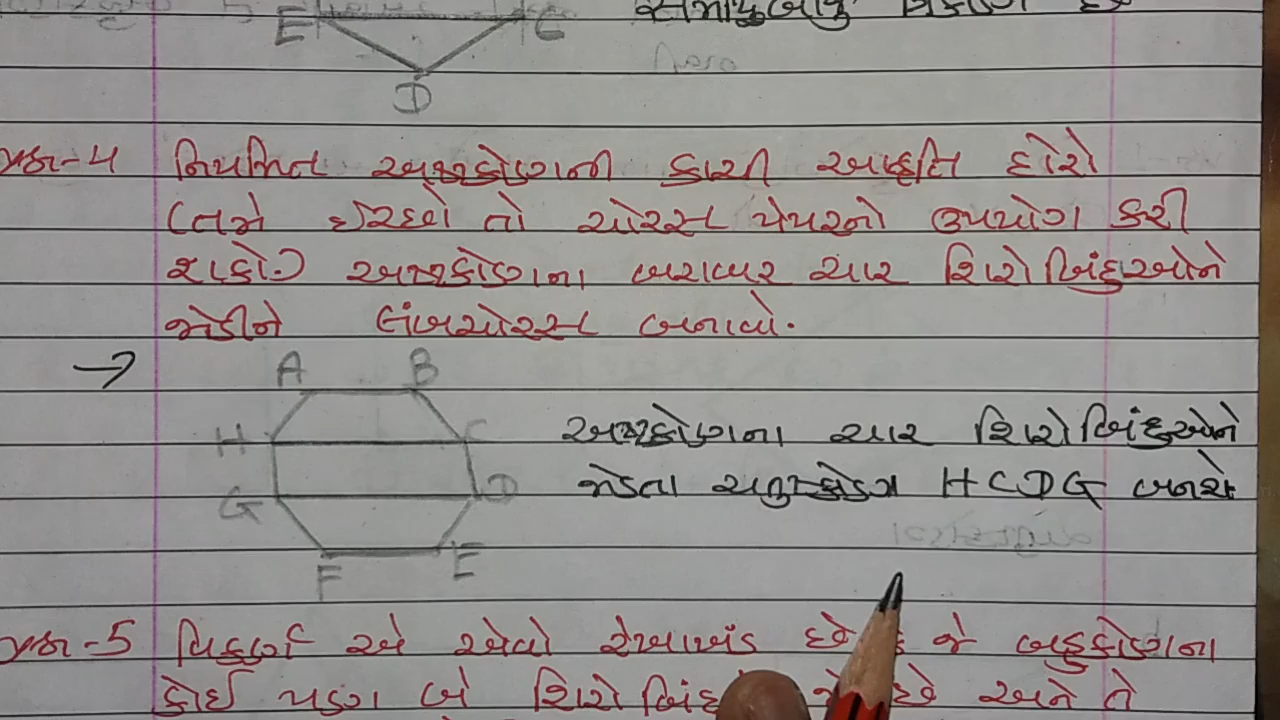 E C
સમદ્વિબાજુ ત્રિકોણ છે
D
પ્રશ્ન-૫ નિયમિત અષ્ટકોણની કાચી આકૃતિ દોરો
(તમે ઈચ્છો તો ચોરસ પેપરનો ઉપયોગ કરી
શકો.) અષ્ટકોણના બરાબર ચાર શિરોબિંદુઓને
જોડીને લંબચોરસ બનાવો.
→ A B
H C
અષ્ટકોણના ચાર શિરોબિંદુઓને
G D
જોડતા ચતુષ્કોણ HCDG બનશે
F E
પ્રશ્ન-5 વિકર્ણ એ એવો રેખાખંડ છે કે જે બહુકોણના
કોઈ પણ બે શિરોબિંદુ જોડે છે અને તે